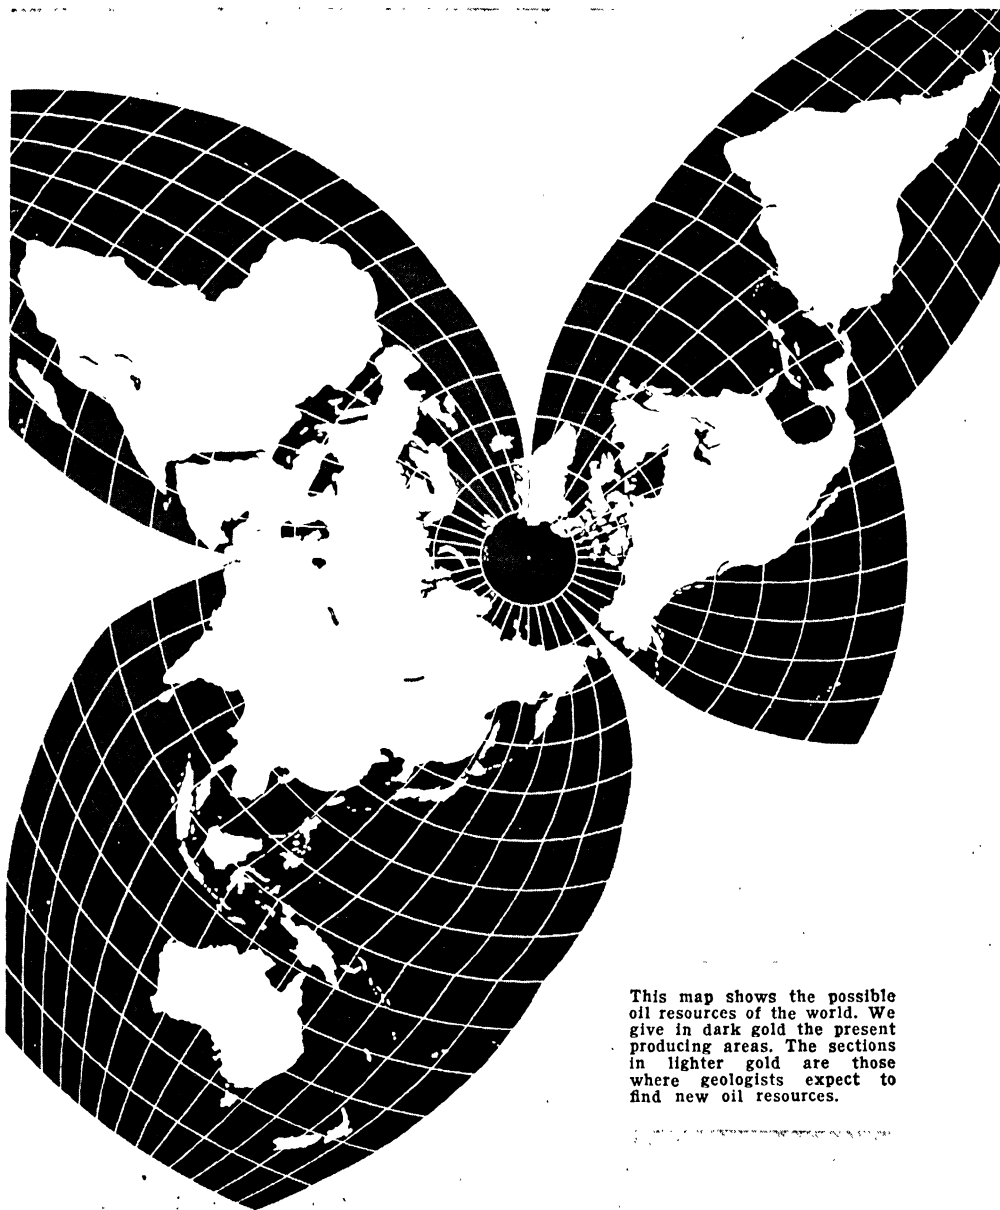 This map shows the possible
oil resources of the world. We
give in dark gold the present
producing areas. The sections
in lighter gold are those
where geologists expect to
find new oil resources.